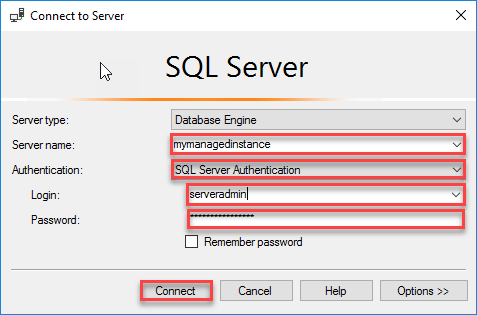 Connect to Server
SQL Server
Server type: Database Engine
Server name: mymanagedinstance
Authentication: SQL Server Authentication
Login: serveradmin
Password: ****************
Remember password
Connect Cancel Help Options >>